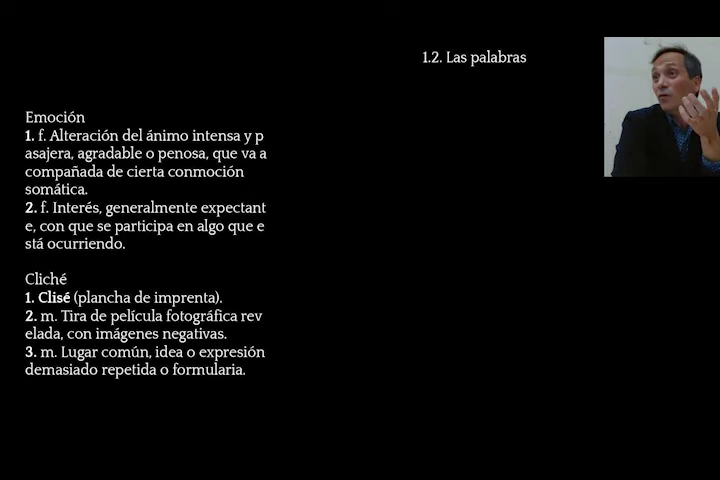 1.2. Las palabras
Emoción
1. f. Alteración del ánimo intensa y p
asajera, agradable o penosa, que va a
compañada de cierta conmoción
somática.
2. f. Interés, generalmente expectant
e, con que se participa en algo que e
stá ocurriendo.
Cliché
1. Clisé (plancha de imprenta).
2. m. Tira de película fotográfica rev
elada, con imágenes negativas.
3. m. Lugar común, idea o expresión
demasiado repetida o formularia.